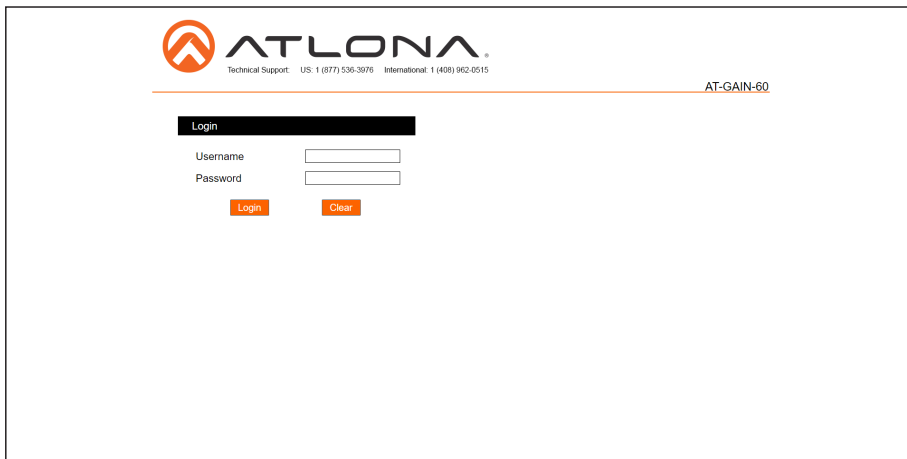 ATLONA
Technical Support: US: 1 (877) 536-3976 International: 1 (408) 962-0515
AT-GAIN-60
Login
Username
Password
Login Clear